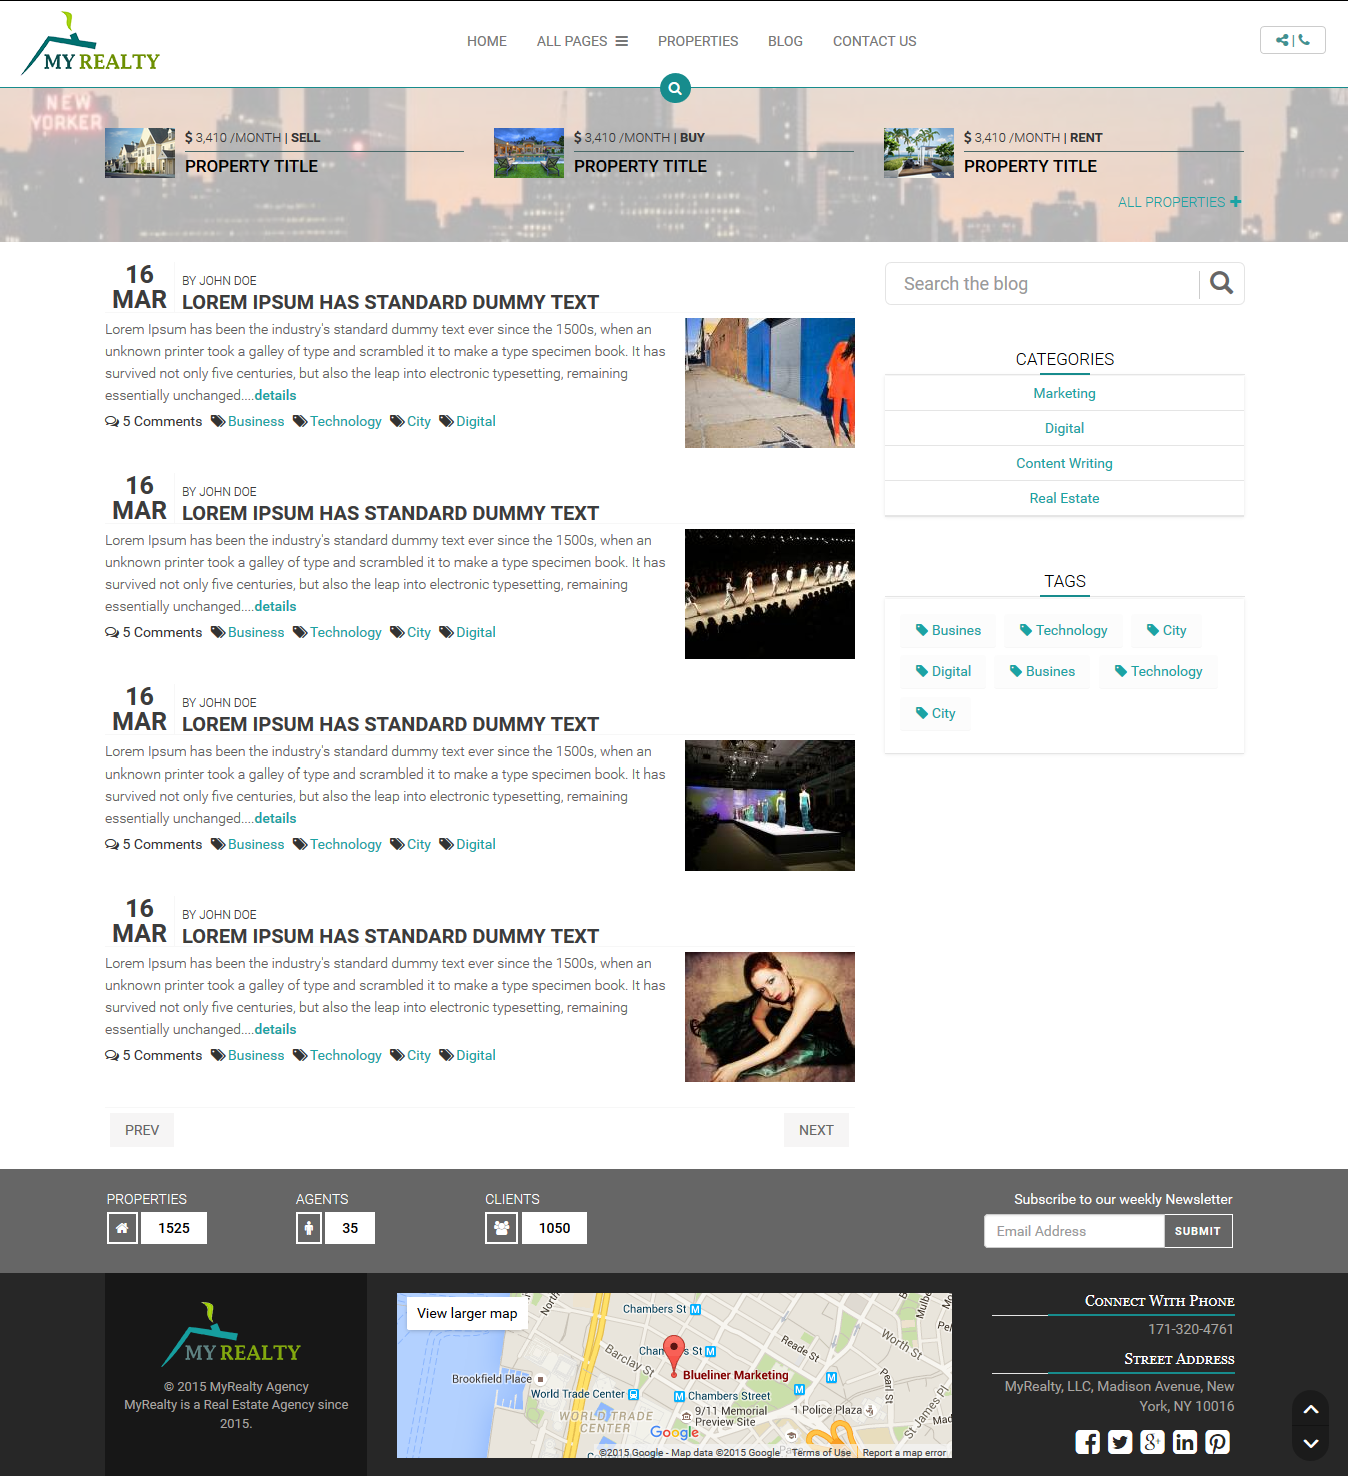 MY REALTY
HOME
ALL PAGES
PROPERTIES
BLOG
CONTACT US
|
NEW
YORKER
$ 3,410 /MONTH | SELL
PROPERTY TITLE
$ 3,410 /MONTH | BUY
PROPERTY TITLE
$ 3,410 /MONTH | RENT
PROPERTY TITLE
ALL PROPERTIES
16
MAR
BY JOHN DOE
LOREM IPSUM HAS STANDARD DUMMY TEXT
Lorem Ipsum has been the industry's standard dummy text ever since the 1500s, when an
unknown printer took a galley of type and scrambled it to make a type specimen book. It has
survived not only five centuries, but also the leap into electronic typesetting, remaining
essentially unchanged....details
5 Comments Business Technology City Digital
16
MAR
BY JOHN DOE
LOREM IPSUM HAS STANDARD DUMMY TEXT
Lorem Ipsum has been the industry's standard dummy text ever since the 1500s, when an
unknown printer took a galley of type and scrambled it to make a type specimen book. It has
survived not only five centuries, but also the leap into electronic typesetting, remaining
essentially unchanged....details
5 Comments Business Technology City Digital
16
MAR
BY JOHN DOE
LOREM IPSUM HAS STANDARD DUMMY TEXT
Lorem Ipsum has been the industry's standard dummy text ever since the 1500s, when an
unknown printer took a galley of type and scrambled it to make a type specimen book. It has
survived not only five centuries, but also the leap into electronic typesetting, remaining
essentially unchanged....details
5 Comments Business Technology City Digital
16
MAR
BY JOHN DOE
LOREM IPSUM HAS STANDARD DUMMY TEXT
Lorem Ipsum has been the industry's standard dummy text ever since the 1500s, when an
unknown printer took a galley of type and scrambled it to make a type specimen book. It has
survived not only five centuries, but also the leap into electronic typesetting, remaining
essentially unchanged....details
5 Comments Business Technology City Digital
PREV
NEXT
Search the blog
CATEGORIES
Marketing
Digital
Content Writing
Real Estate
TAGS
Busines Technology City
Digital Busines Technology
City
PROPERTIES
1525
AGENTS
35
CLIENTS
1050
Subscribe to our weekly Newsletter
Email Address
SUBMIT
MY REALTY
© 2015 MyRealty Agency
MyRealty is a Real Estate Agency since
2015.
View larger map
North
Chambers St M
Mulbe
Pel
Worth St
Reade St
Chambers St M
Barclay St
Blueliner Marketing
Brookfield Place
World Trade Center
M Chambers Street
M
M
Pearl St
St James Pl
9/11 Memorial
Preview Site
1 Police Plaza
WORLD TRADE
CENTER
Google
©2015 Google - Map data ©2015 Google
Terms of Use
Report a map error
CONNECT WITH PHONE
171-320-4761
STREET ADDRESS
MyRealty, LLC, Madison Avenue, New
York, NY 10016